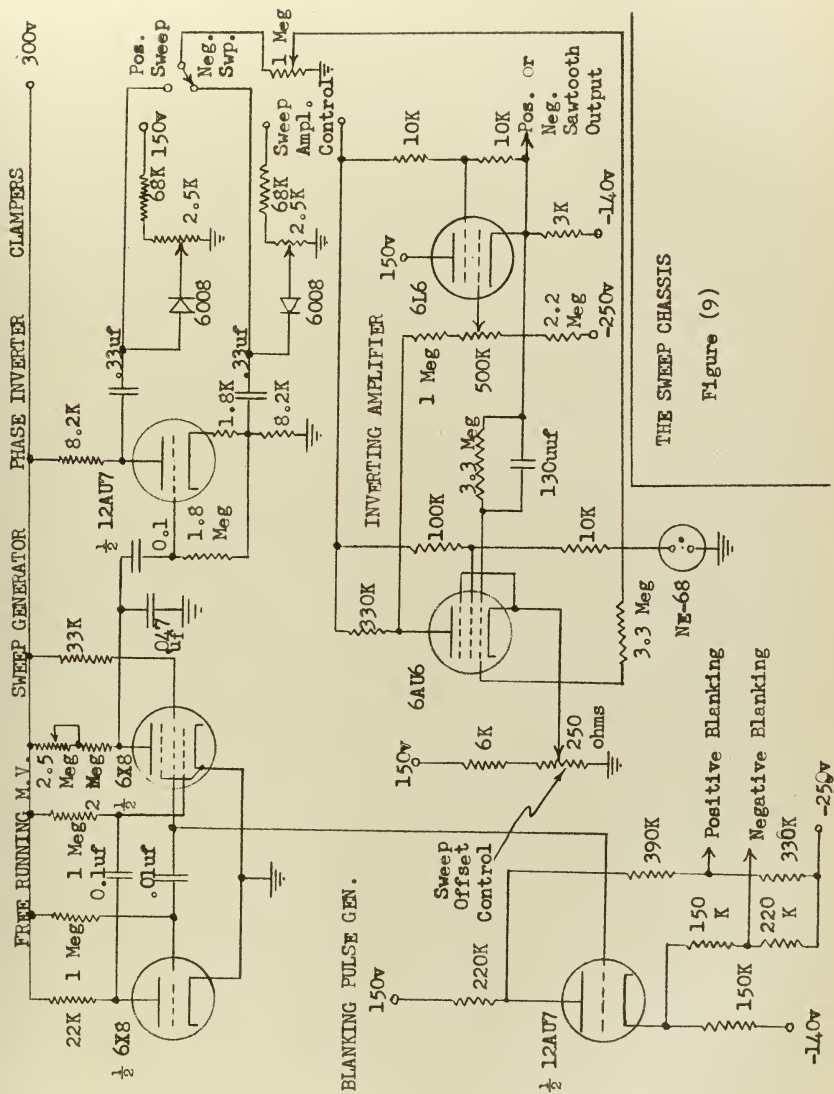 FREE RUNNING M.V.
SWEEP GENERATOR
PHASE INVERTER
CLAMPERS
300v
22K
1 Meg
1 Meg
0.1uf
.01uf
½ 6X8
2.5
Meg
2
Meg
½ 6X8
33K
.047
uf
½ 12AU7
0.1
1.8
Meg
8.2K
.33uf
.33uf
1.8K
8.2K
6008
6008
68K
150v
2.5K
68K
2.5K
Pos.
Sweep
Neg.
Swp.
1 Meg
Sweep
Ampl.
Control
BLANKING PULSE GEN.
150v
220K
½ 12AU7
150K
-140v
390K
Positive Blanking
Negative Blanking
150
K
220
K
330K
-250v
Sweep
Offset
Control
150v
6K
250
ohms
INVERTING AMPLIFIER
6AU6
330K
100K
10K
NE-68
3.3 Meg
3.3 Meg
130uuf
1 Meg
500K
2.2
Meg
-250v
6L6
150v
10K
10K
3K
-140v
Pos. or
Neg.
Sawtooth
Output
THE SWEEP CHASSIS
Figure (9)